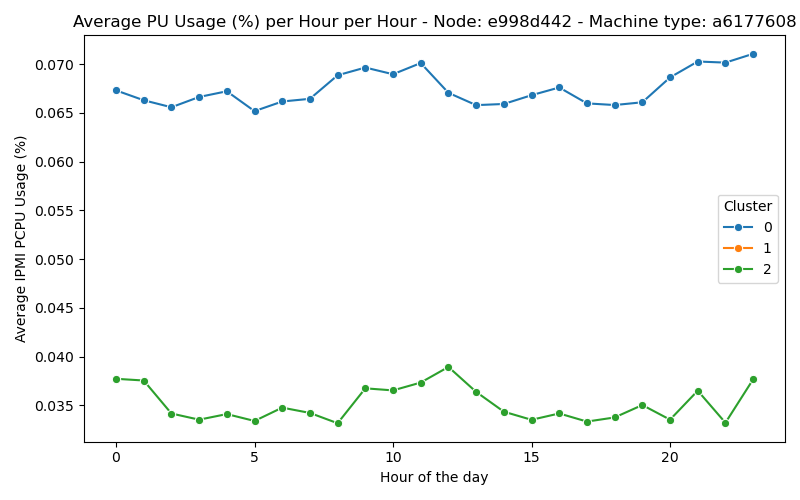 Average PU Usage (%) per Hour per Hour - Node: e998d442 - Machine type: a6177608
0.070
0.065
0.060
0.055
0.050
0.045
0.040
0.035
Average IPMI PCPU Usage (%)
Cluster
0
1
2
0 5 10 15 20
Hour of the day